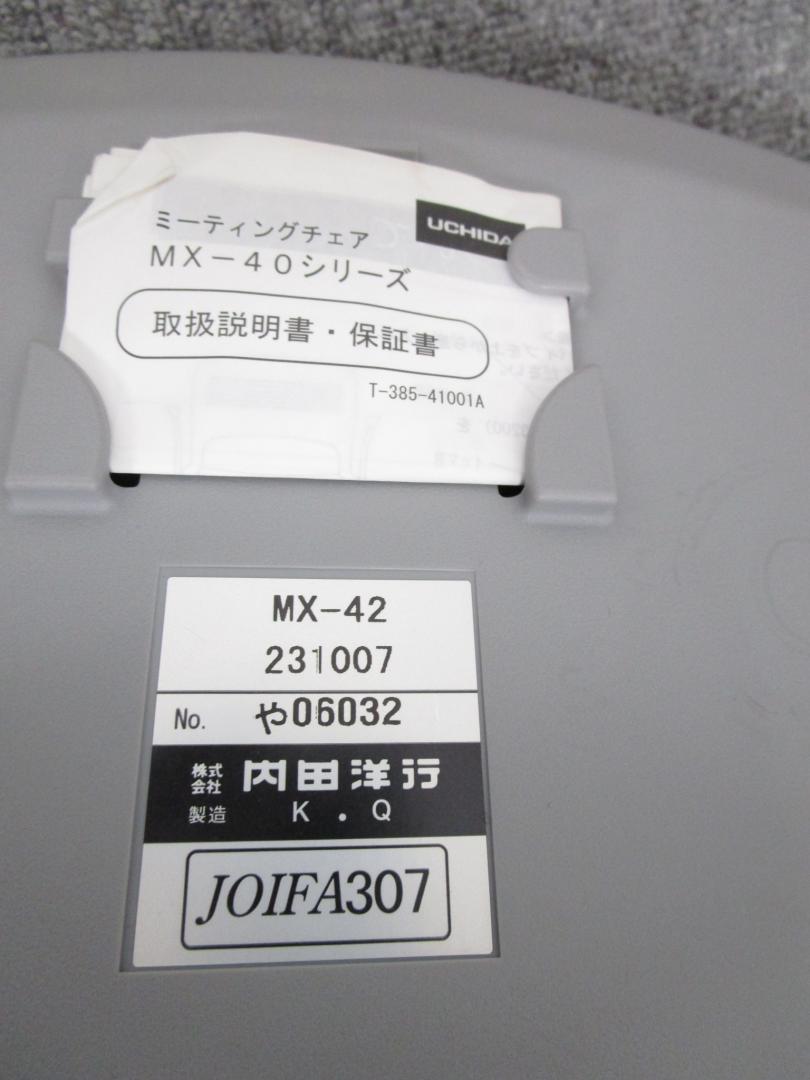 UCHIDA
ミーティングチェア
MX-40シリーズ
取扱説明書・保証書
T-385-41001A
MX-42
231007
No. や06032
株式会社 内田洋行
製造 K.Q
JOIFA307